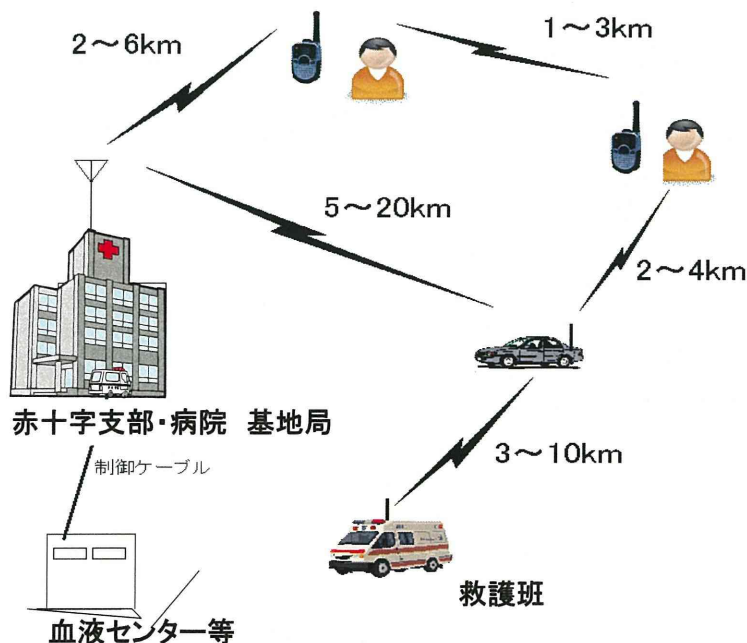 2～6km
1～3km
5～20km
2～4km
赤十字支部・病院 基地局
制御ケーブル
3～10km
救護班
血液センター等